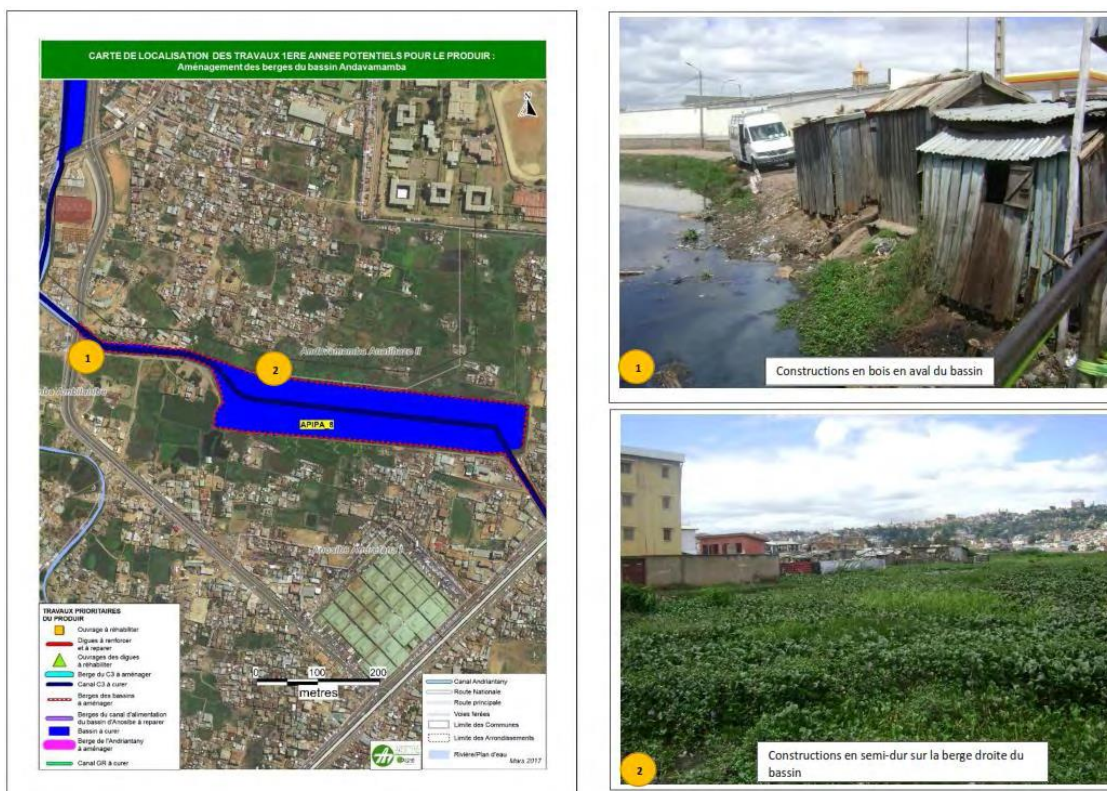 CARTE DE LOCALISATION DES TRAVAUX 1ERE ANNEE POTENTIELS POUR LE PRODUIR :
Aménagement des berges du bassin Andavamamba
N
1
2
Andavamamba Anatihazo II
APIPA_8
0 100 200
metres
TRAVAUX PRIORITAIRES
DU PRODUIR
Ouvrage à réhabiliter
Digues à renforcer
et à reparer
Ouvrages des digues
à réhabiliter
Berge du C3 à aménager
Canal C3 à curer
Berges des bassins
à aménager
Berges du canal d'alimentation
du bassin d'Anosibe à reparer
Bassin à curer
Berge de l'Andriantany
à aménager
Canal GR à curer
Canal Andriantany
Route Nationale
Route principale
Voies ferées
Limite des Communes
Limite des Arrondissements
Rivière/Plan d'eau
Mars 2017
1
Constructions en bois en aval du bassin
2
Constructions en semi-dur sur la berge droite du
bassin